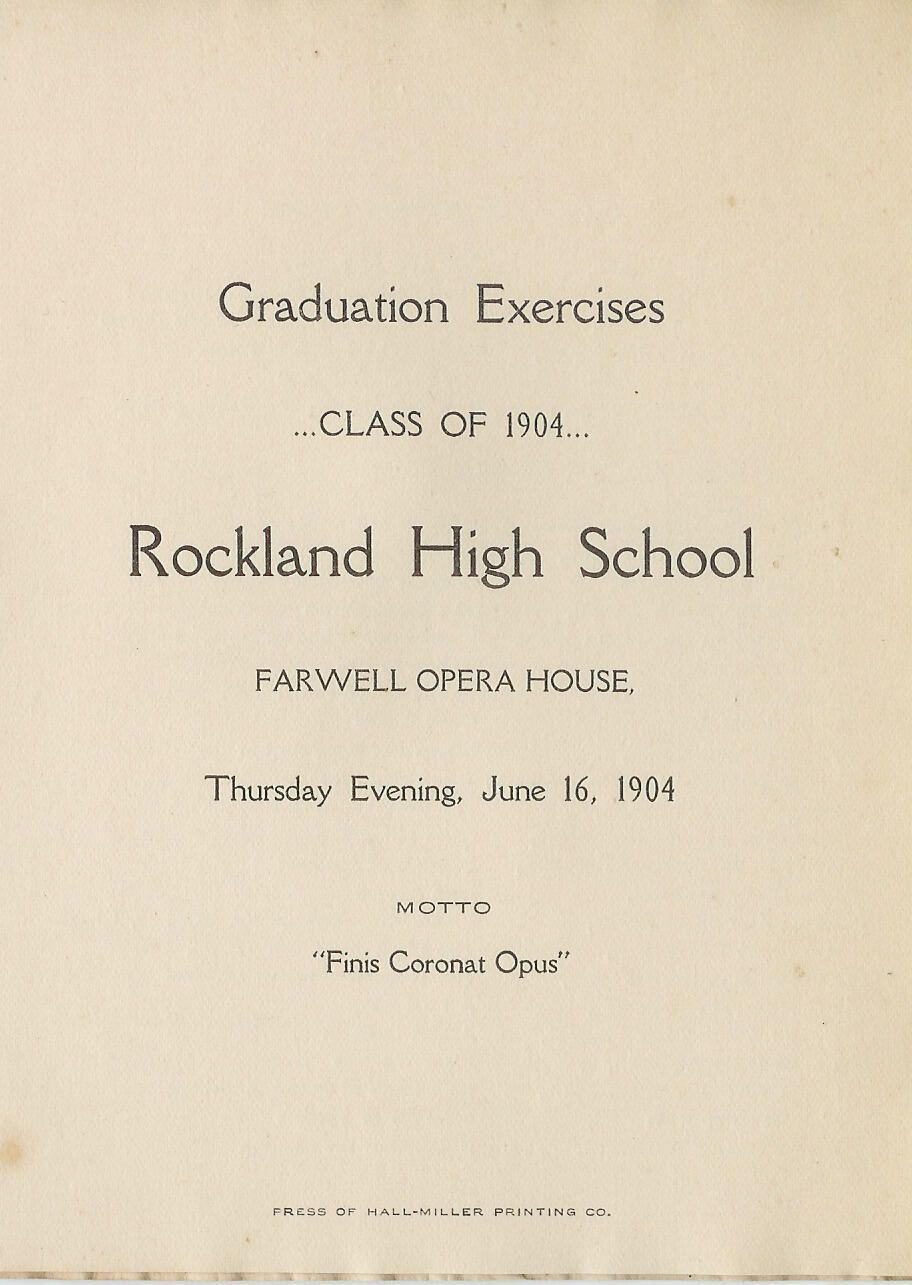 Graduation Exercises
...CLASS OF 1904...
Rockland High School
FARWELL OPERA HOUSE,
Thursday Evening, June 16, 1904
MOTTO
"Finis Coronat Opus"
PRESS OF HALL-MILLER PRINTING CO.